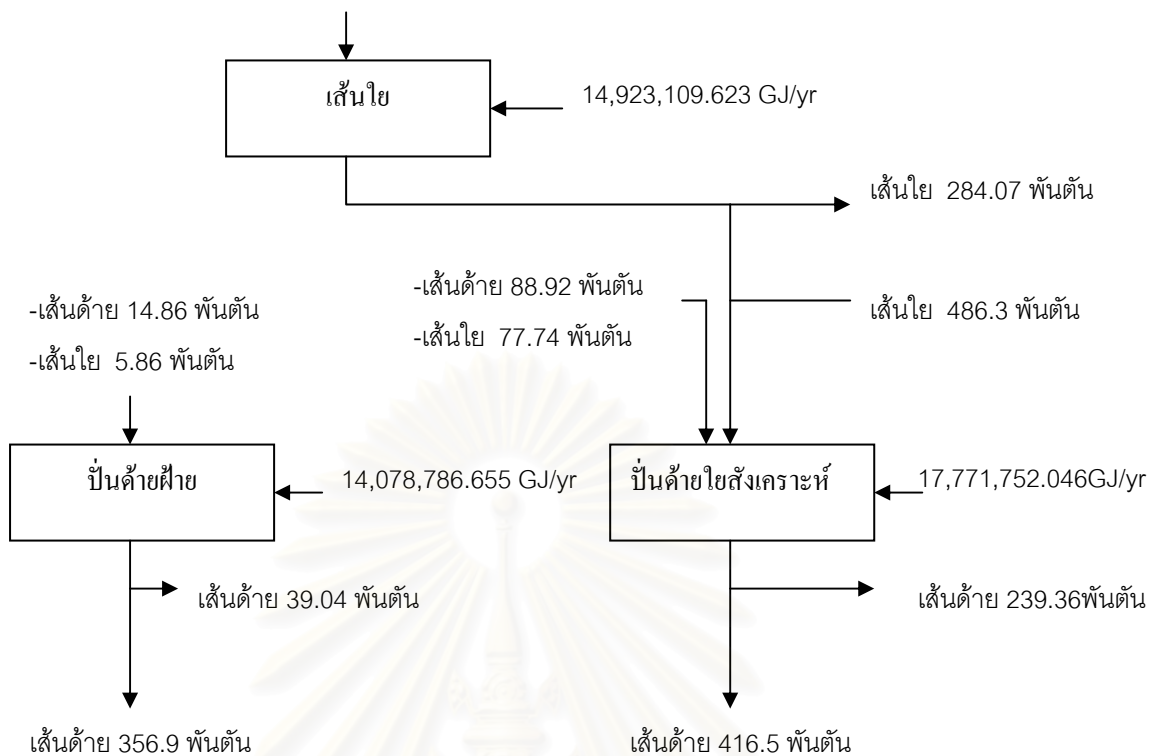 เส้นใย
14,923,109.623 GJ/yr
เส้นใย 284.07 พันตัน
-เส้นด้าย 88.92 พันตัน
-เส้นด้าย 14.86 พันตัน
เส้นใย 486.3 พันตัน
-เส้นใย 77.74 พันตัน
-เส้นใย 5.86 พันตัน
ปั่นด้ายฝ้าย
14,078,786.655 GJ/yr
ปั่นด้ายใยสังเคราะห์
17,771,752.046GJ/yr
เส้นด้าย 39.04 พันตัน
เส้นด้าย 239.36พันตัน
เส้นด้าย 356.9 พันตัน
เส้นด้าย 416.5 พันตัน